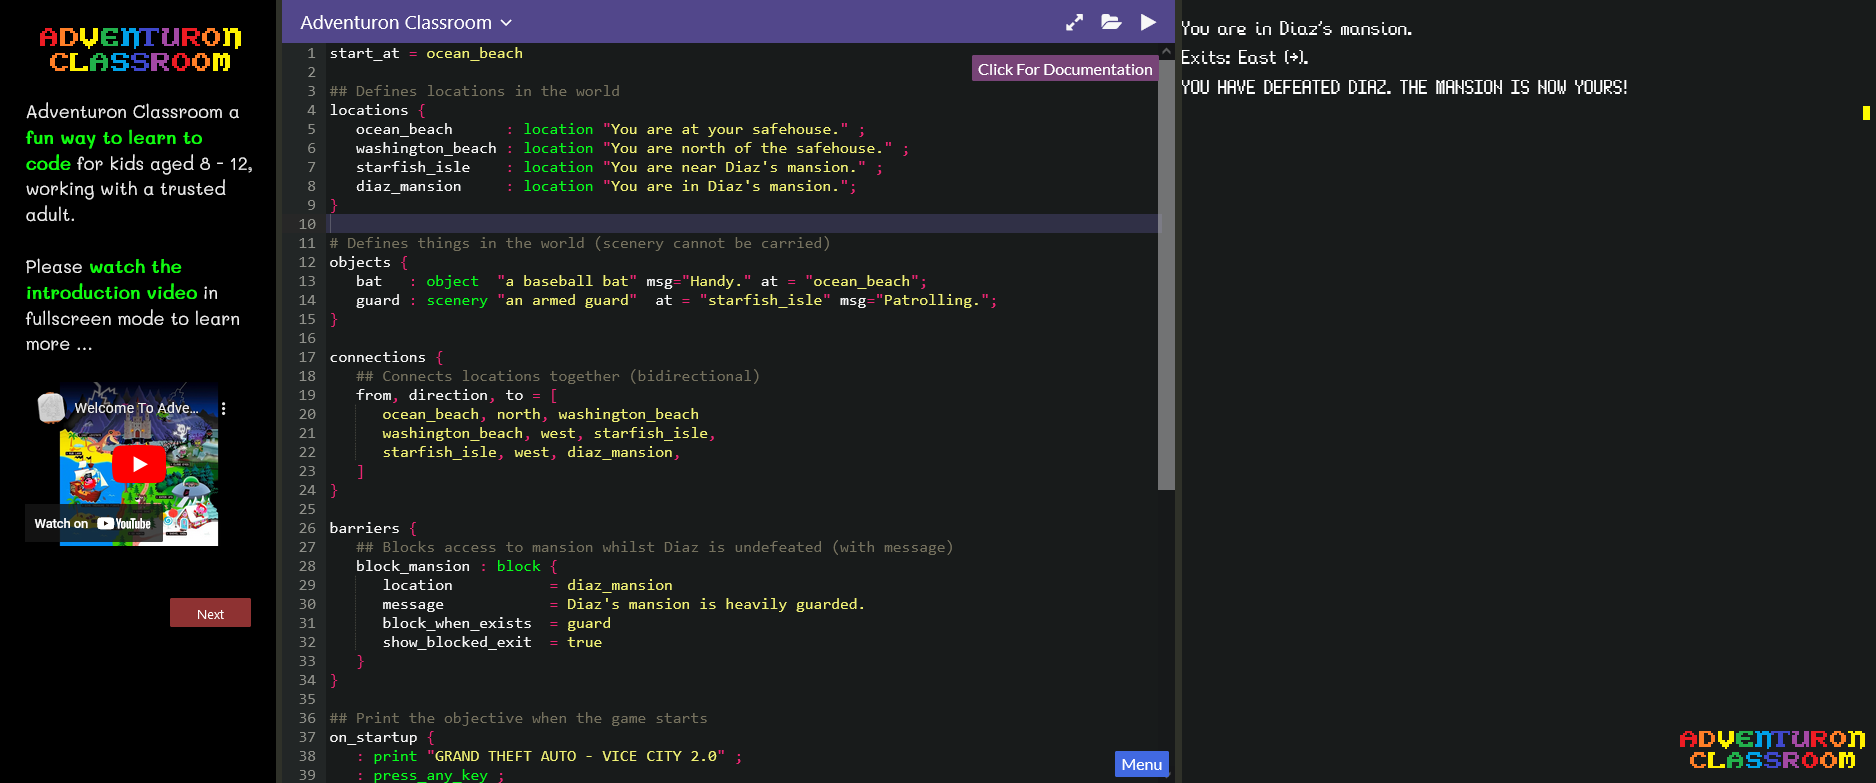 ADVENTURON
CLASSROOM
Adventuron Classroom a
fun way to learn to
code for kids aged 8 - 12,
working with a trusted
adult.
Please watch the
introduction video in
fullscreen mode to learn
more ...
Welcome To Adve...
Watch on YouTube
Next
Adventuron Classroom
Click For Documentation
1 start_at = ocean_beach
2
3 ## Defines locations in the world
4 locations {
5 ocean_beach : location "You are at your safehouse." ;
6 washington_beach : location "You are north of the safehouse." ;
7 starfish_isle : location "You are near Diaz's mansion." ;
8 diaz_mansion : location "You are in Diaz's mansion.";
9 }
10
11 # Defines things in the world (scenery cannot be carried)
12 objects {
13 bat : object "a baseball bat" msg="Handy." at = "ocean_beach";
14 guard : scenery "an armed guard" at = "starfish_isle" msg="Patrolling.";
15 }
16
17 connections {
18 ## Connects locations together (bidirectional)
19 from, direction, to = [
20 ocean_beach, north, washington_beach
21 washington_beach, west, starfish_isle,
22 starfish_isle, west, diaz_mansion,
23 ]
24 }
25
26 barriers {
27 ## Blocks access to mansion whilst Diaz is undefeated (with message)
28 block_mansion : block {
29 location = diaz_mansion
30 message = Diaz's mansion is heavily guarded.
31 block_when_exists = guard
32 show_blocked_exit = true
33 }
34 }
35
36 ## Print the objective when the game starts
37 on_startup {
38 : print "GRAND THEFT AUTO - VICE CITY 2.0" ;
39 : press_any_key ;
Menu
You are in Diaz's mansion.
Exits: East (→).
YOU HAVE DEFEATED DIAZ. THE MANSION IS NOW YOURS!
ADVENTURON
CLASSROOM